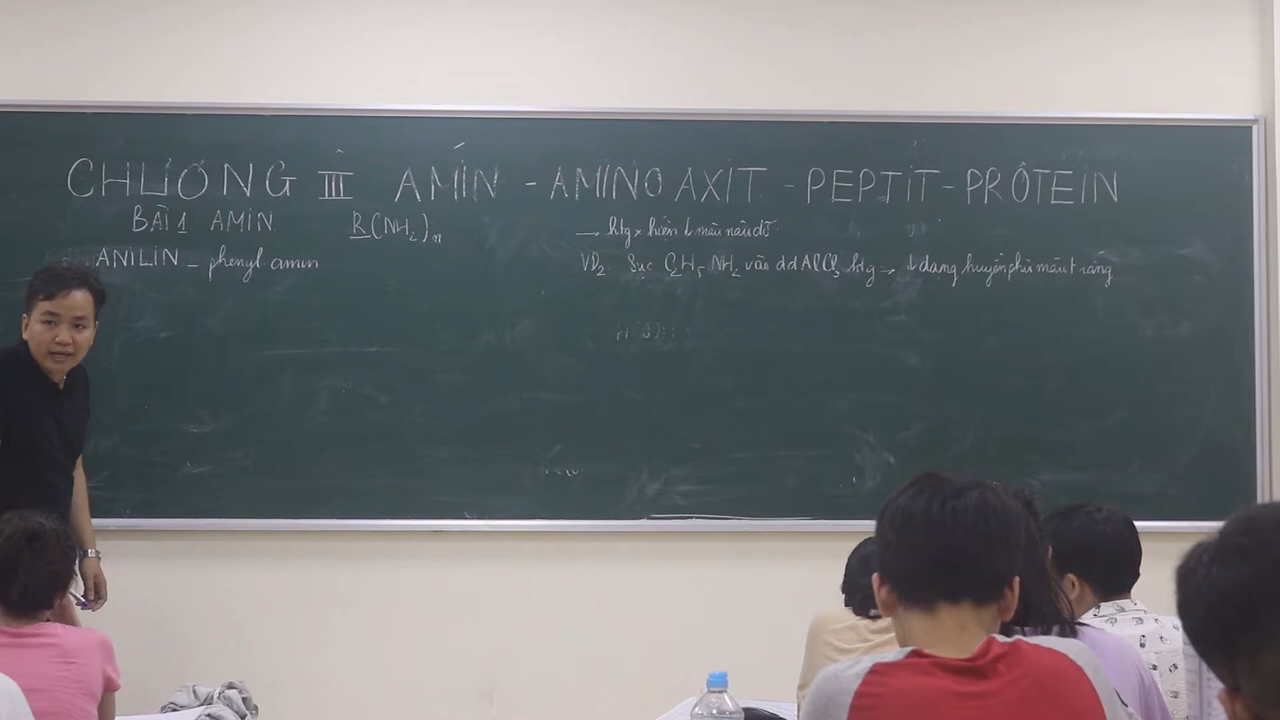 CHƯƠNG III AMIN - AMINO AXIT - PEPTIT - PRÔTEIN
BÀI 1 AMIN R(NH₂)ₙ
ANILIN - phenyl amin
→ htg xhiện ↓ màu nâu đỏ
VD₂. Sục C₂H₅NH₂ vào dd AlCl₃ htg → ↓ dạng huyền phù màu trắng